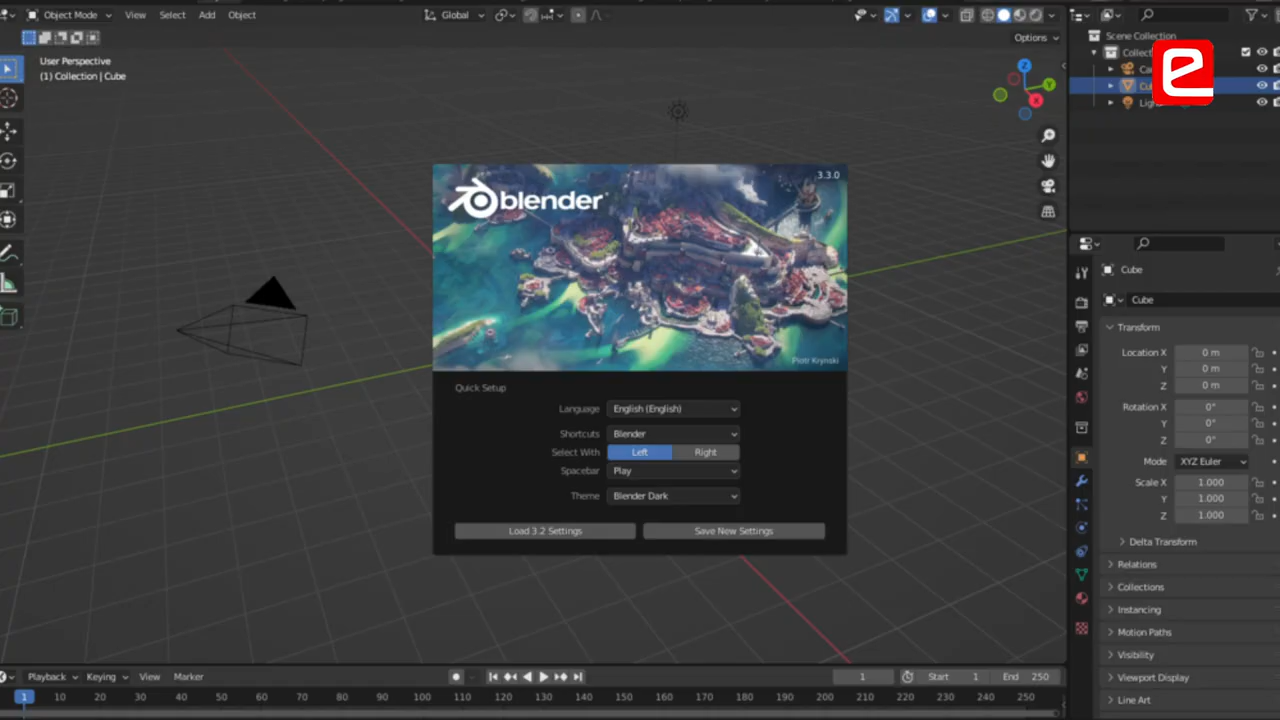 Object Mode View Select Add Object Global
Options
User Perspective
(1) Collection | Cube
Z
Y
X
Scene Collection
3.3.0
blender
Piotr Krynski
Quick Setup
Language English (English)
Shortcuts Blender
Select With Left Right
Spacebar Play
Theme Blender Dark
Load 3.2 Settings Save New Settings
Cube
Cube
Transform
Location X 0 m
Y 0 m
Z 0 m
Rotation X 0°
Y 0°
Z 0°
Mode XYZ Euler
Scale X 1.000
Y 1.000
Z 1.000
Delta Transform
Relations
Collections
Instancing
Motion Paths
Visibility
Viewport Display
Line Art
Playback Keying View Marker 1 Start 1 End 250
1 10 20 30 40 50 60 70 80 90 100 110 120 130 140 150 160 170 180 190 200 210 220 230 240 250